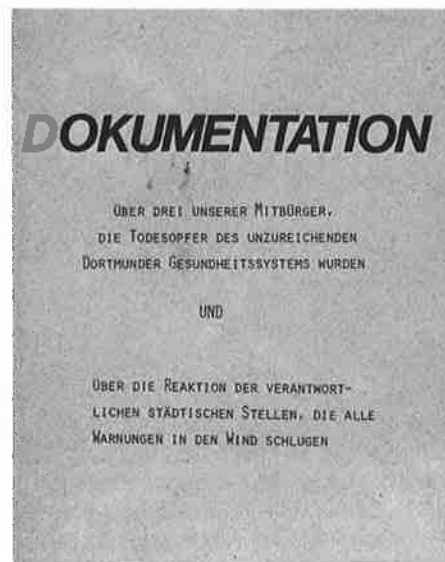 DOKUMENTATION
ÜBER DREI UNSERER MITBÜRGER,
DIE TODESOPFER DES UNZUREICHENDEN
DORTMUNDER GESUNDHEITSSYSTEMS WURDEN
UND
ÜBER DIE REAKTION DER VERANTWORT-
LICHEN STÄDTISCHEN STELLEN, DIE ALLE
WARNUNGEN IN DEN WIND SCHLUGEN